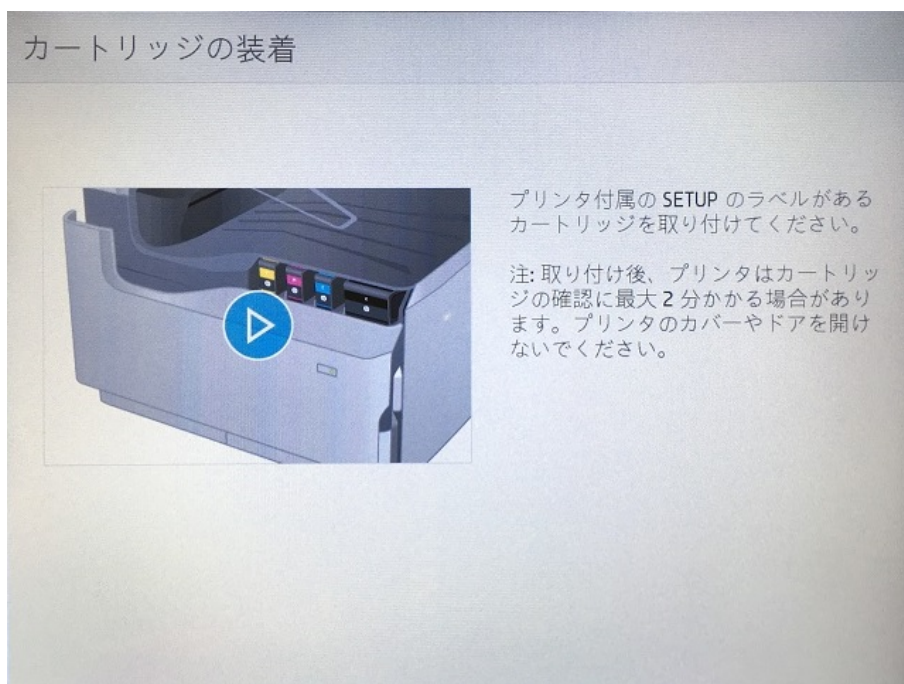 カートリッジの装着
プリンタ付属の SETUP のラベルがある
カートリッジを取り付けてください。
注: 取り付け後、プリンタはカートリッ
ジの確認に最大 2 分かかる場合があり
ます。プリンタのカバーやドアを開け
ないでください。